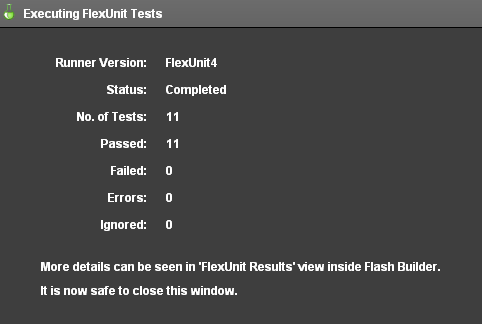 Executing FlexUnit Tests
Runner Version: FlexUnit4
Status: Completed
No. of Tests: 11
Passed: 11
Failed: 0
Errors: 0
Ignored: 0
More details can be seen in 'FlexUnit Results' view inside Flash Builder.
It is now safe to close this window.